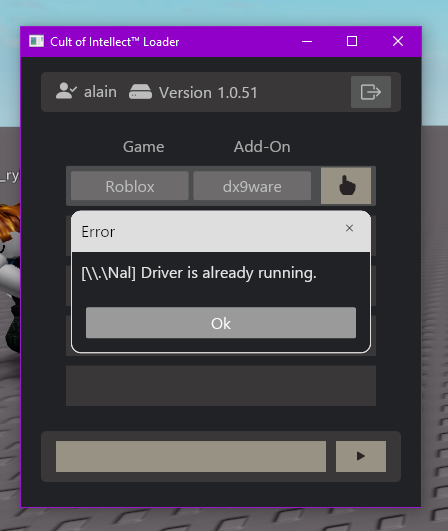 Cult of Intellect™ Loader
alain Version 1.0.51
Game Add-On
_ry
Roblox dx9ware
Error
[\\.\Nal] Driver is already running.
Ok